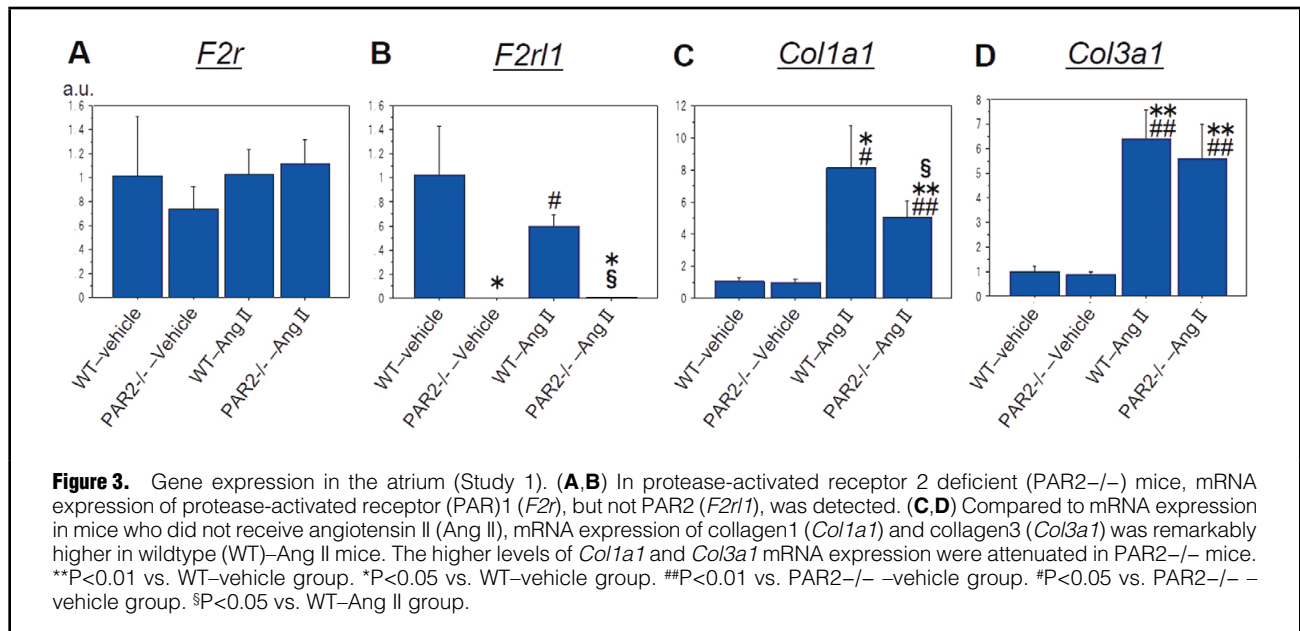 A F2r B F2rl1 C Col1a1 D Col3a1
a.u.
1.6
1.4
1.2
1
.8
.6
.4
.2
0
WT–vehicle
PAR2-/- –Vehicle
WT–Ang II
PAR2-/- –Ang II
1.6
1.4
1.2
1
.8
.6
.4
.2
0
*
#
*
§
WT–vehicle
PAR2-/- –Vehicle
WT–Ang II
PAR2-/- –Ang II
12
10
8
6
4
2
0
*
#
§
**
##
WT–vehicle
PAR2-/- –Vehicle
WT–Ang II
PAR2-/- –Ang II
8
7
6
5
4
3
2
1
0
**
##
**
##
WT–vehicle
PAR2-/- –Vehicle
WT–Ang II
PAR2-/- –Ang II
Figure 3. Gene expression in the atrium (Study 1). (A,B) In protease-activated receptor 2 deficient (PAR2−/−) mice, mRNA
expression of protease-activated receptor (PAR)1 (F2r), but not PAR2 (F2rl1), was detected. (C,D) Compared to mRNA expression
in mice who did not receive angiotensin II (Ang II), mRNA expression of collagen1 (Col1a1) and collagen3 (Col3a1) was remarkably
higher in wildtype (WT)–Ang II mice. The higher levels of Col1a1 and Col3a1 mRNA expression were attenuated in PAR2−/− mice.
**P<0.01 vs. WT–vehicle group. *P<0.05 vs. WT–vehicle group. ##P<0.01 vs. PAR2−/− –vehicle group. #P<0.05 vs. PAR2−/− –
vehicle group. §P<0.05 vs. WT–Ang II group.